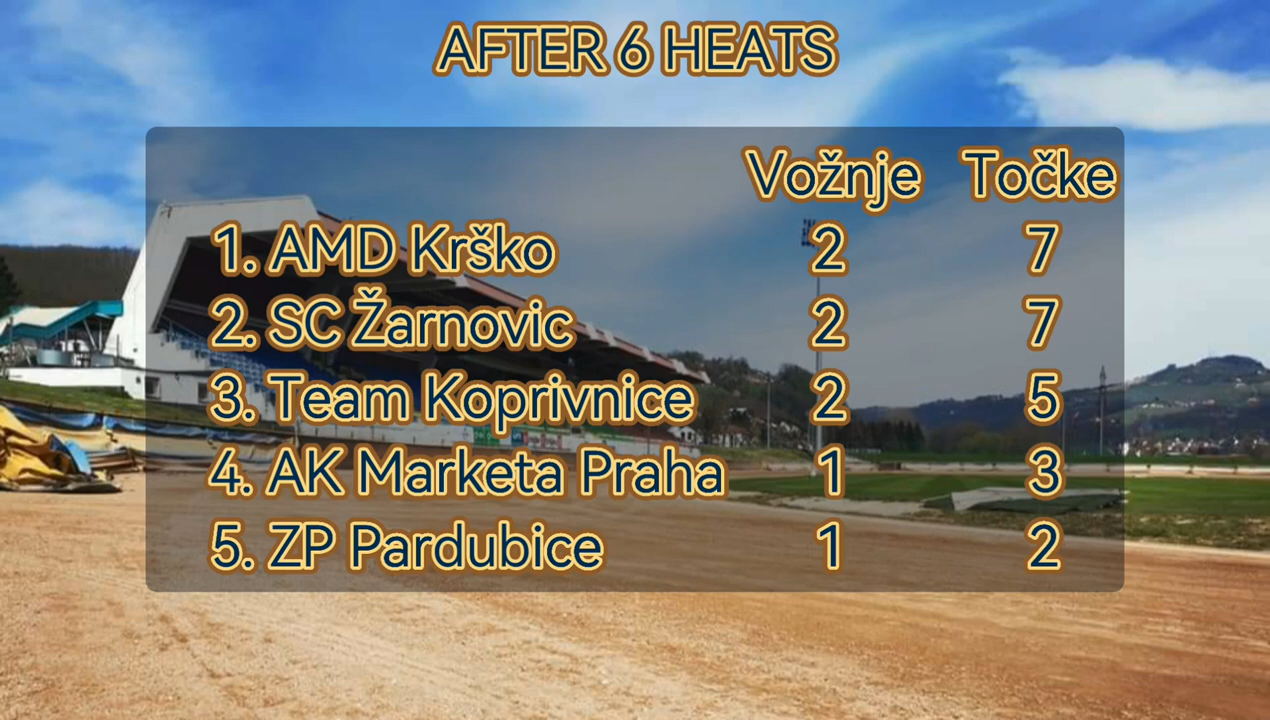 AFTER 6 HEATS
Vožnje Točke
1. AMD Krško 2 7
2. SC Žarnovic 2 7
3. Team Koprivnice 2 5
4. AK Marketa Praha 1 3
5. ZP Pardubice 1 2